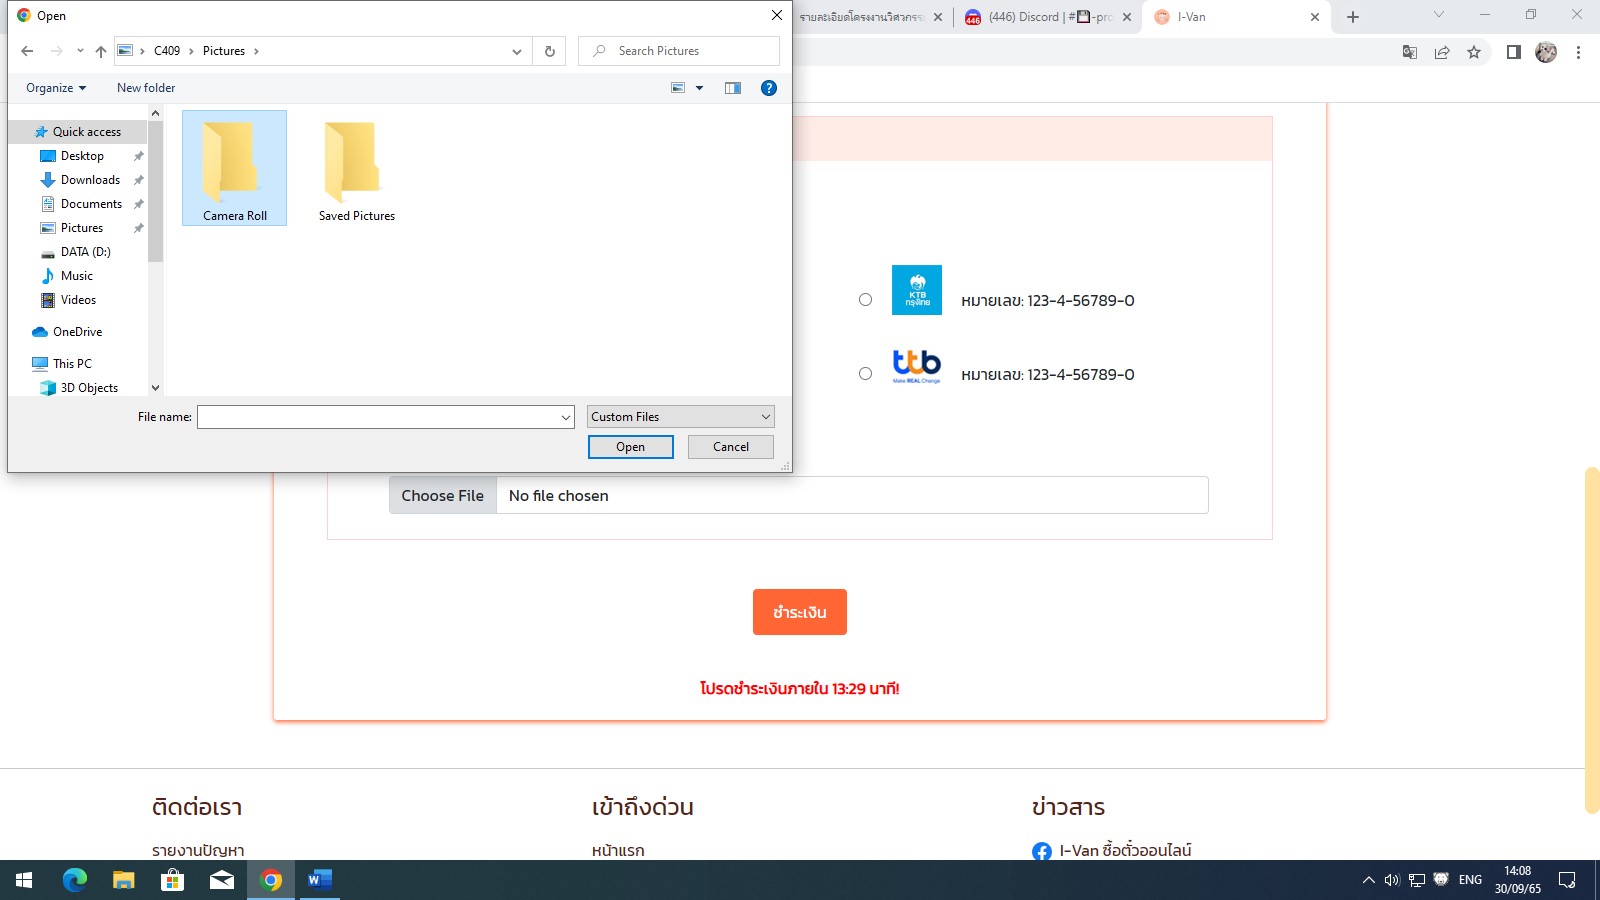 Open
รายละเอียดโครงงานวิศวกรร
(446) Discord | #💾-pro
I-Van
C409
Pictures
Search Pictures
Organize
New folder
Quick access
Desktop
Downloads
Documents
Pictures
DATA (D:)
Music
Videos
OneDrive
This PC
3D Objects
Camera Roll
Saved Pictures
File name:
Custom Files
Open
Cancel
KTB
กรุงไทย
หมายเลข: 123-4-56789-0
ttb
Make REAL Change
หมายเลข: 123-4-56789-0
Choose File
No file chosen
ชำระเงิน
โปรดชำระเงินภายใน 13:29 นาที!
ติดต่อเรา
เข้าถึงด่วน
ข่าวสาร
รายงานปัญหา
หน้าแรก
I-Van ซื้อตั๋วออนไลน์
ENG
14:08
30/09/65